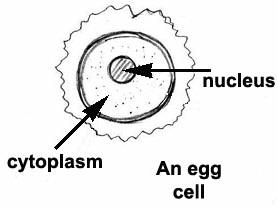 nucleus
cytoplasm
An egg
cell